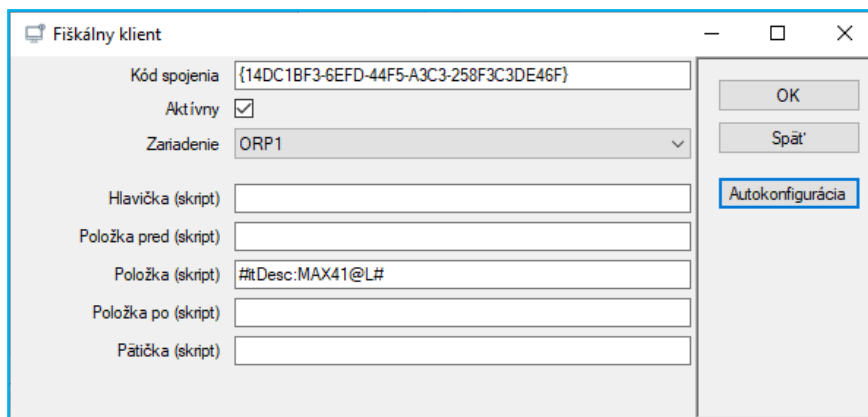 Fiškálny klient
Kód spojenia {14DC1BF3-6EFD-44F5-A3C3-258F3C3DE46F}
OK
Aktívny
Späť
Zariadenie ORP1
Autokonfigurácia
Hlavička (skript)
Položka pred (skript)
Položka (skript) #itDesc:MAX41@L#
Položka po (skript)
Pätička (skript)